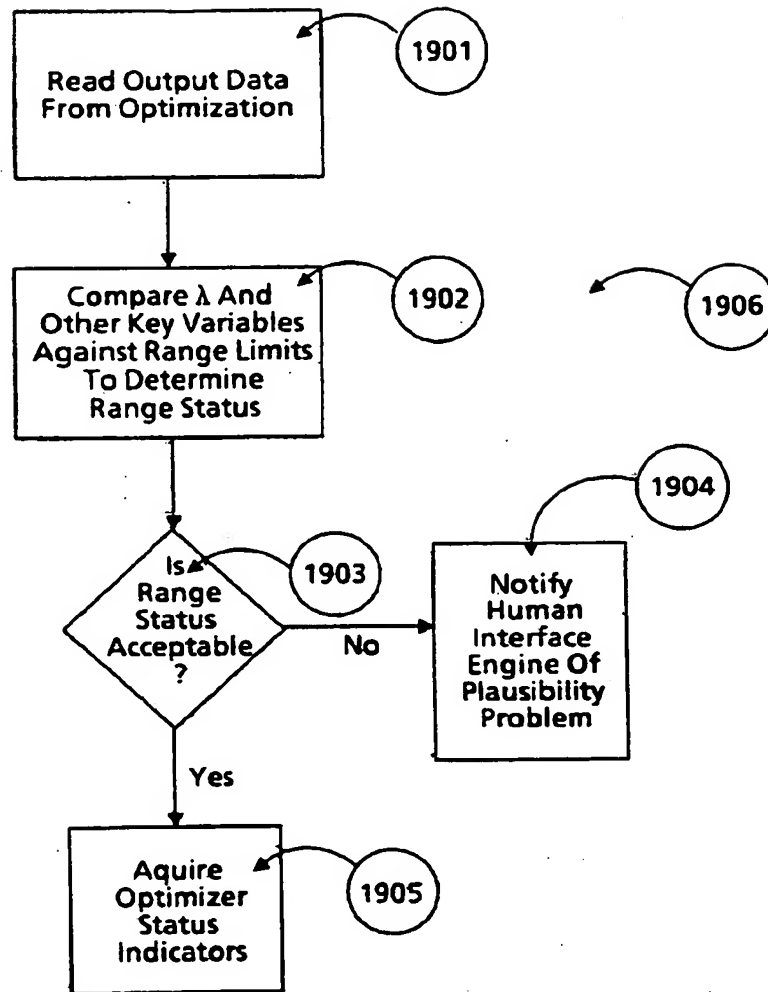 1901
Read Output Data
From Optimization
Compare λ And
Other Key Variables
Against Range Limits
To Determine
Range Status
1902
1906
1904
Is
Range
Status
Acceptable
?
1903
No
Notify
Human
Interface
Engine Of
Plausibility
Problem
Yes
Aquire
Optimizer
Status
Indicators
1905